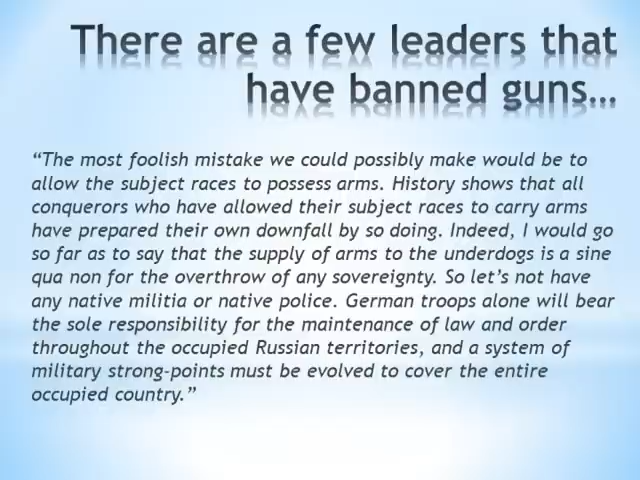 There are a few leaders that
have banned guns…
“The most foolish mistake we could possibly make would be to
allow the subject races to possess arms. History shows that all
conquerors who have allowed their subject races to carry arms
have prepared their own downfall by so doing. Indeed, I would go
so far as to say that the supply of arms to the underdogs is a sine
qua non for the overthrow of any sovereignty. So let’s not have
any native militia or native police. German troops alone will bear
the sole responsibility for the maintenance of law and order
throughout the occupied Russian territories, and a system of
military strong-points must be evolved to cover the entire
occupied country.”